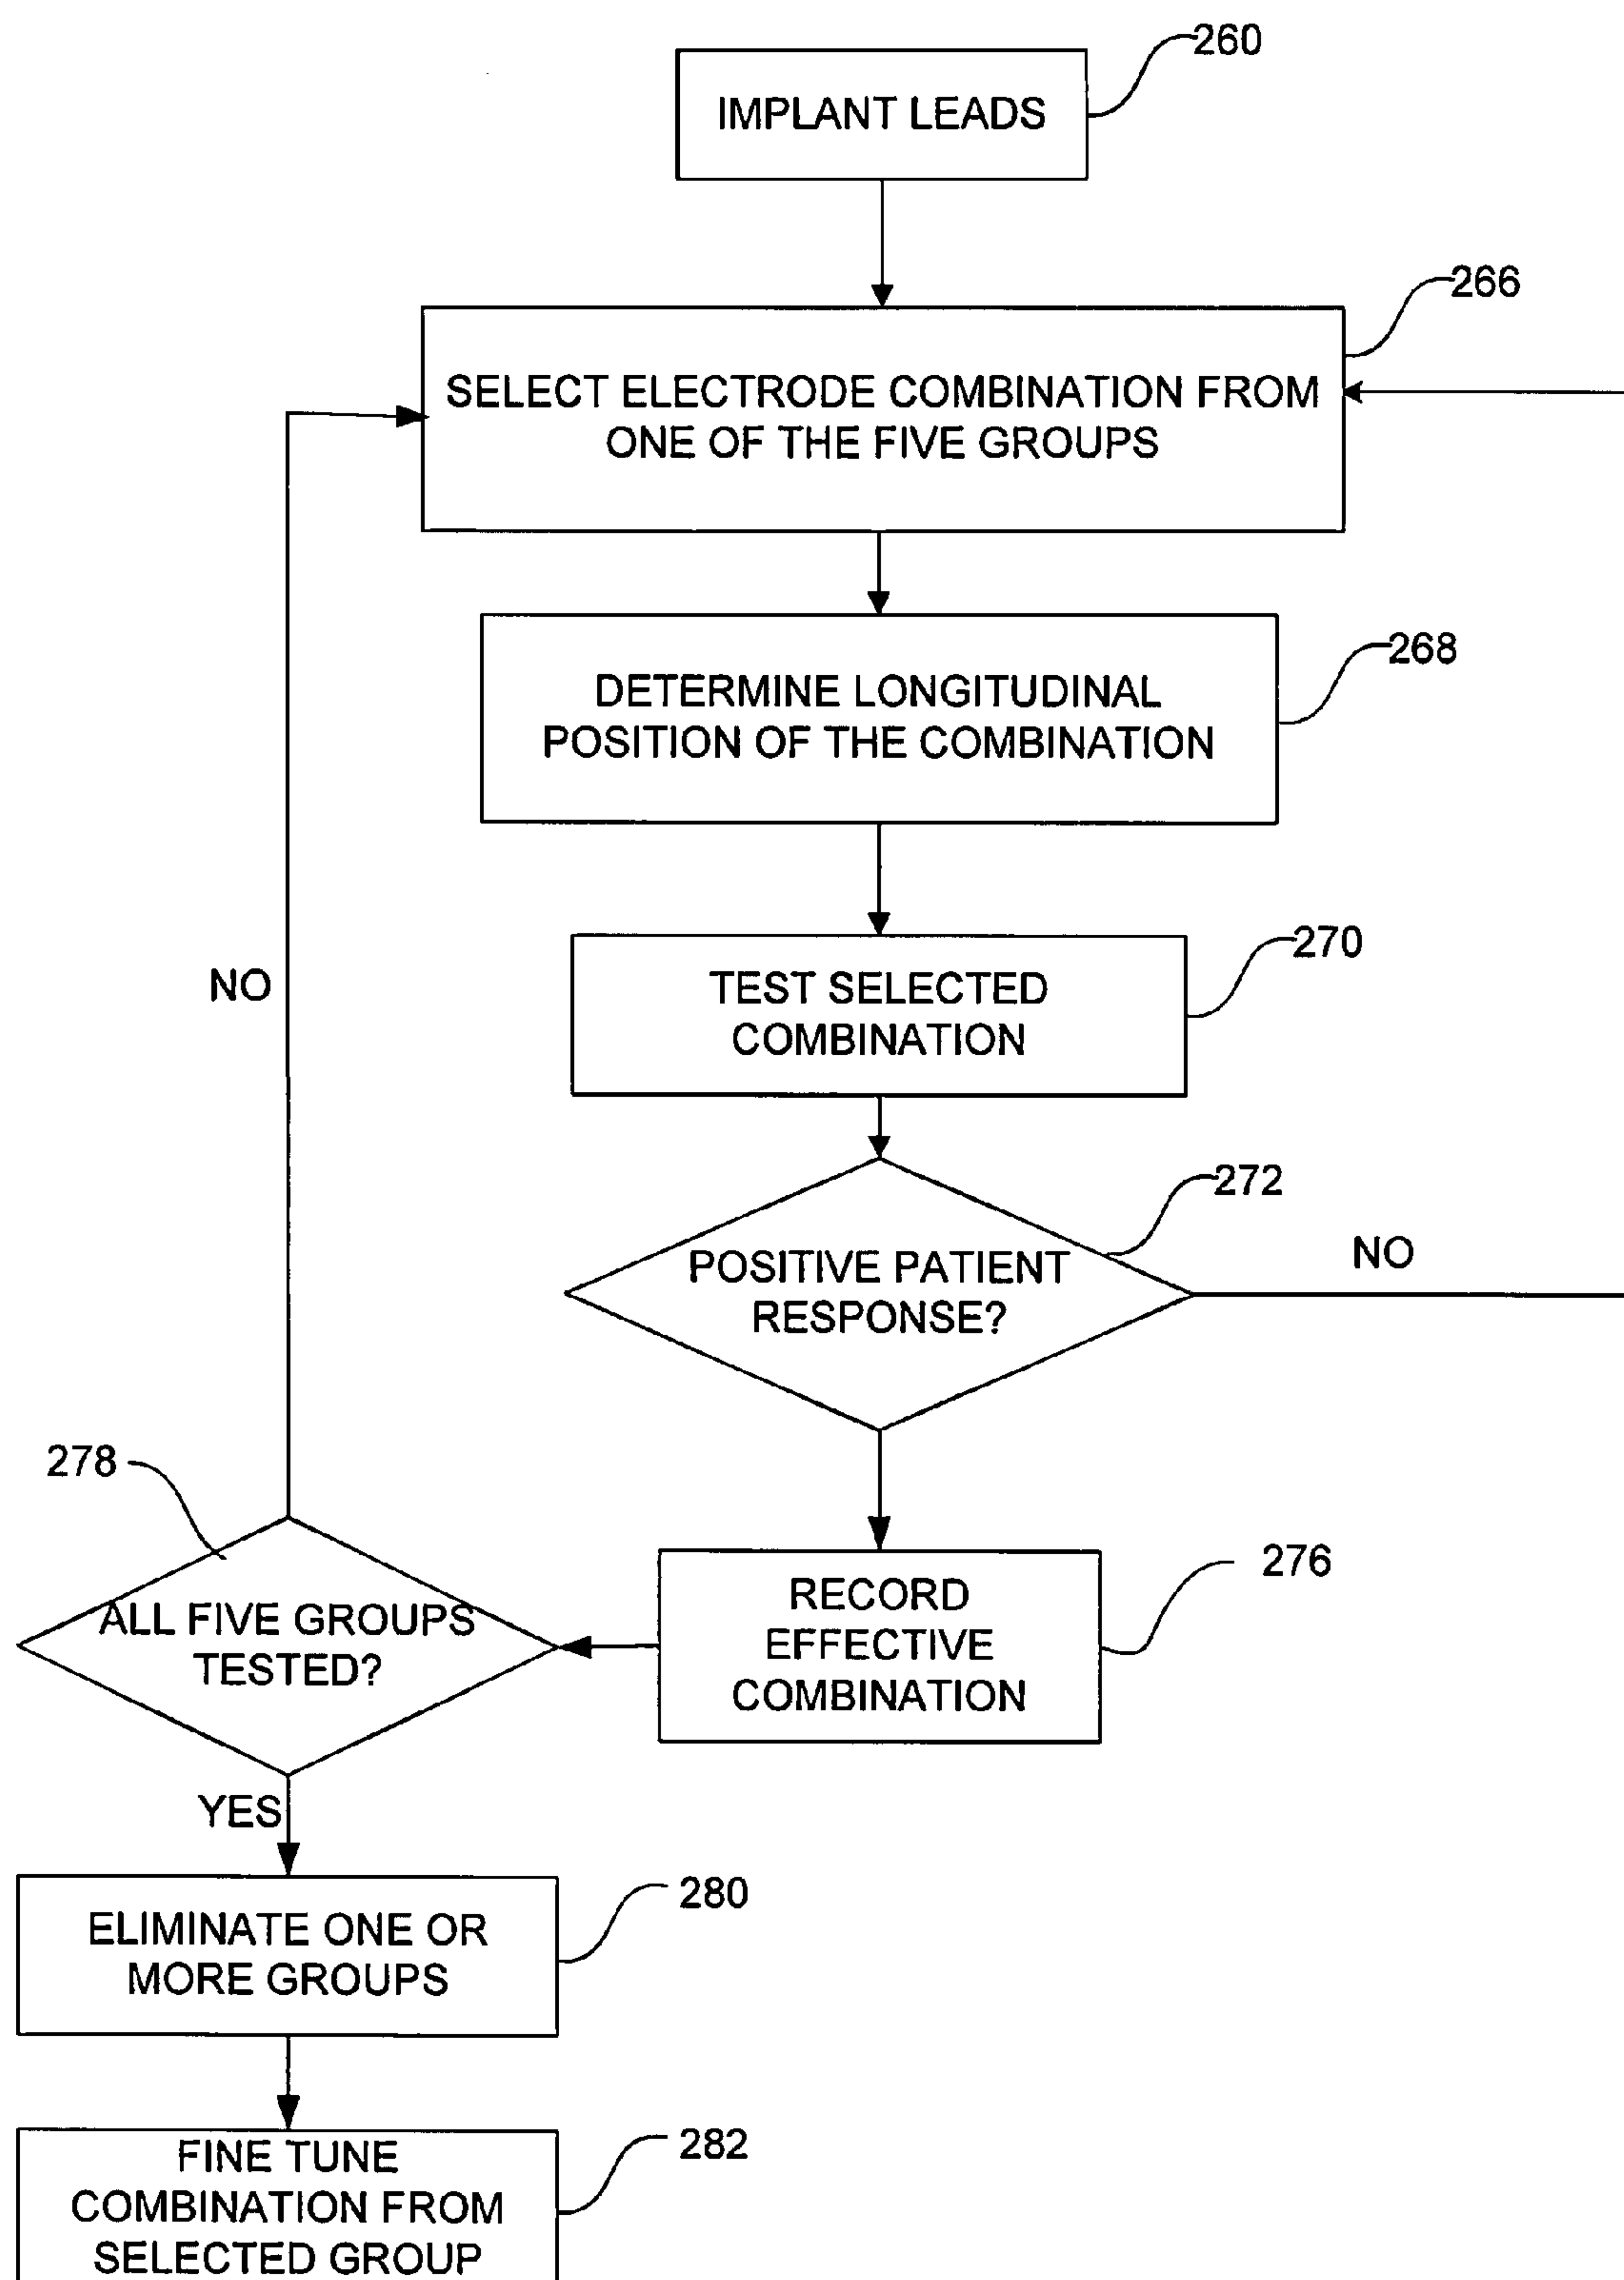 260
IMPLANT LEADS
266
SELECT ELECTRODE COMBINATION FROM
ONE OF THE FIVE GROUPS
268
DETERMINE LONGITUDINAL
POSITION OF THE COMBINATION
270
TEST SELECTED
COMBINATION
NO
272
POSITIVE PATIENT
RESPONSE?
NO
278
ALL FIVE GROUPS
TESTED?
276
RECORD
EFFECTIVE
COMBINATION
YES
280
ELIMINATE ONE OR
MORE GROUPS
282
FINE TUNE
COMBINATION FROM
SELECTED GROUP